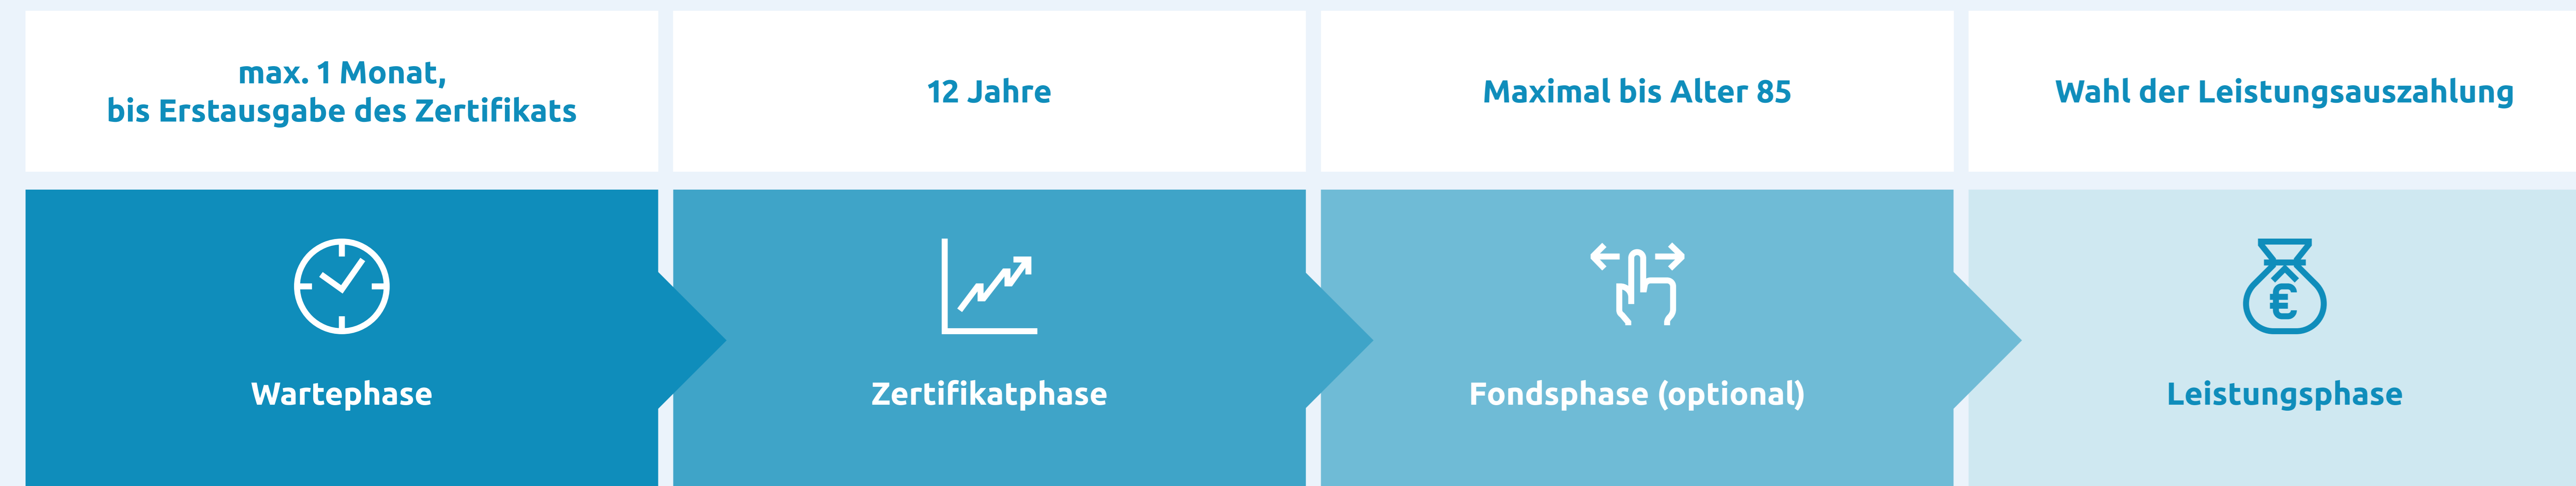 max. 1 Monat,
bis Erstausgabe des Zertifikats
12 Jahre
Maximal bis Alter 85
Wahl der Leistungsauszahlung
€
Wartephase
Zertifikatphase
Fondsphase (optional)
Leistungsphase